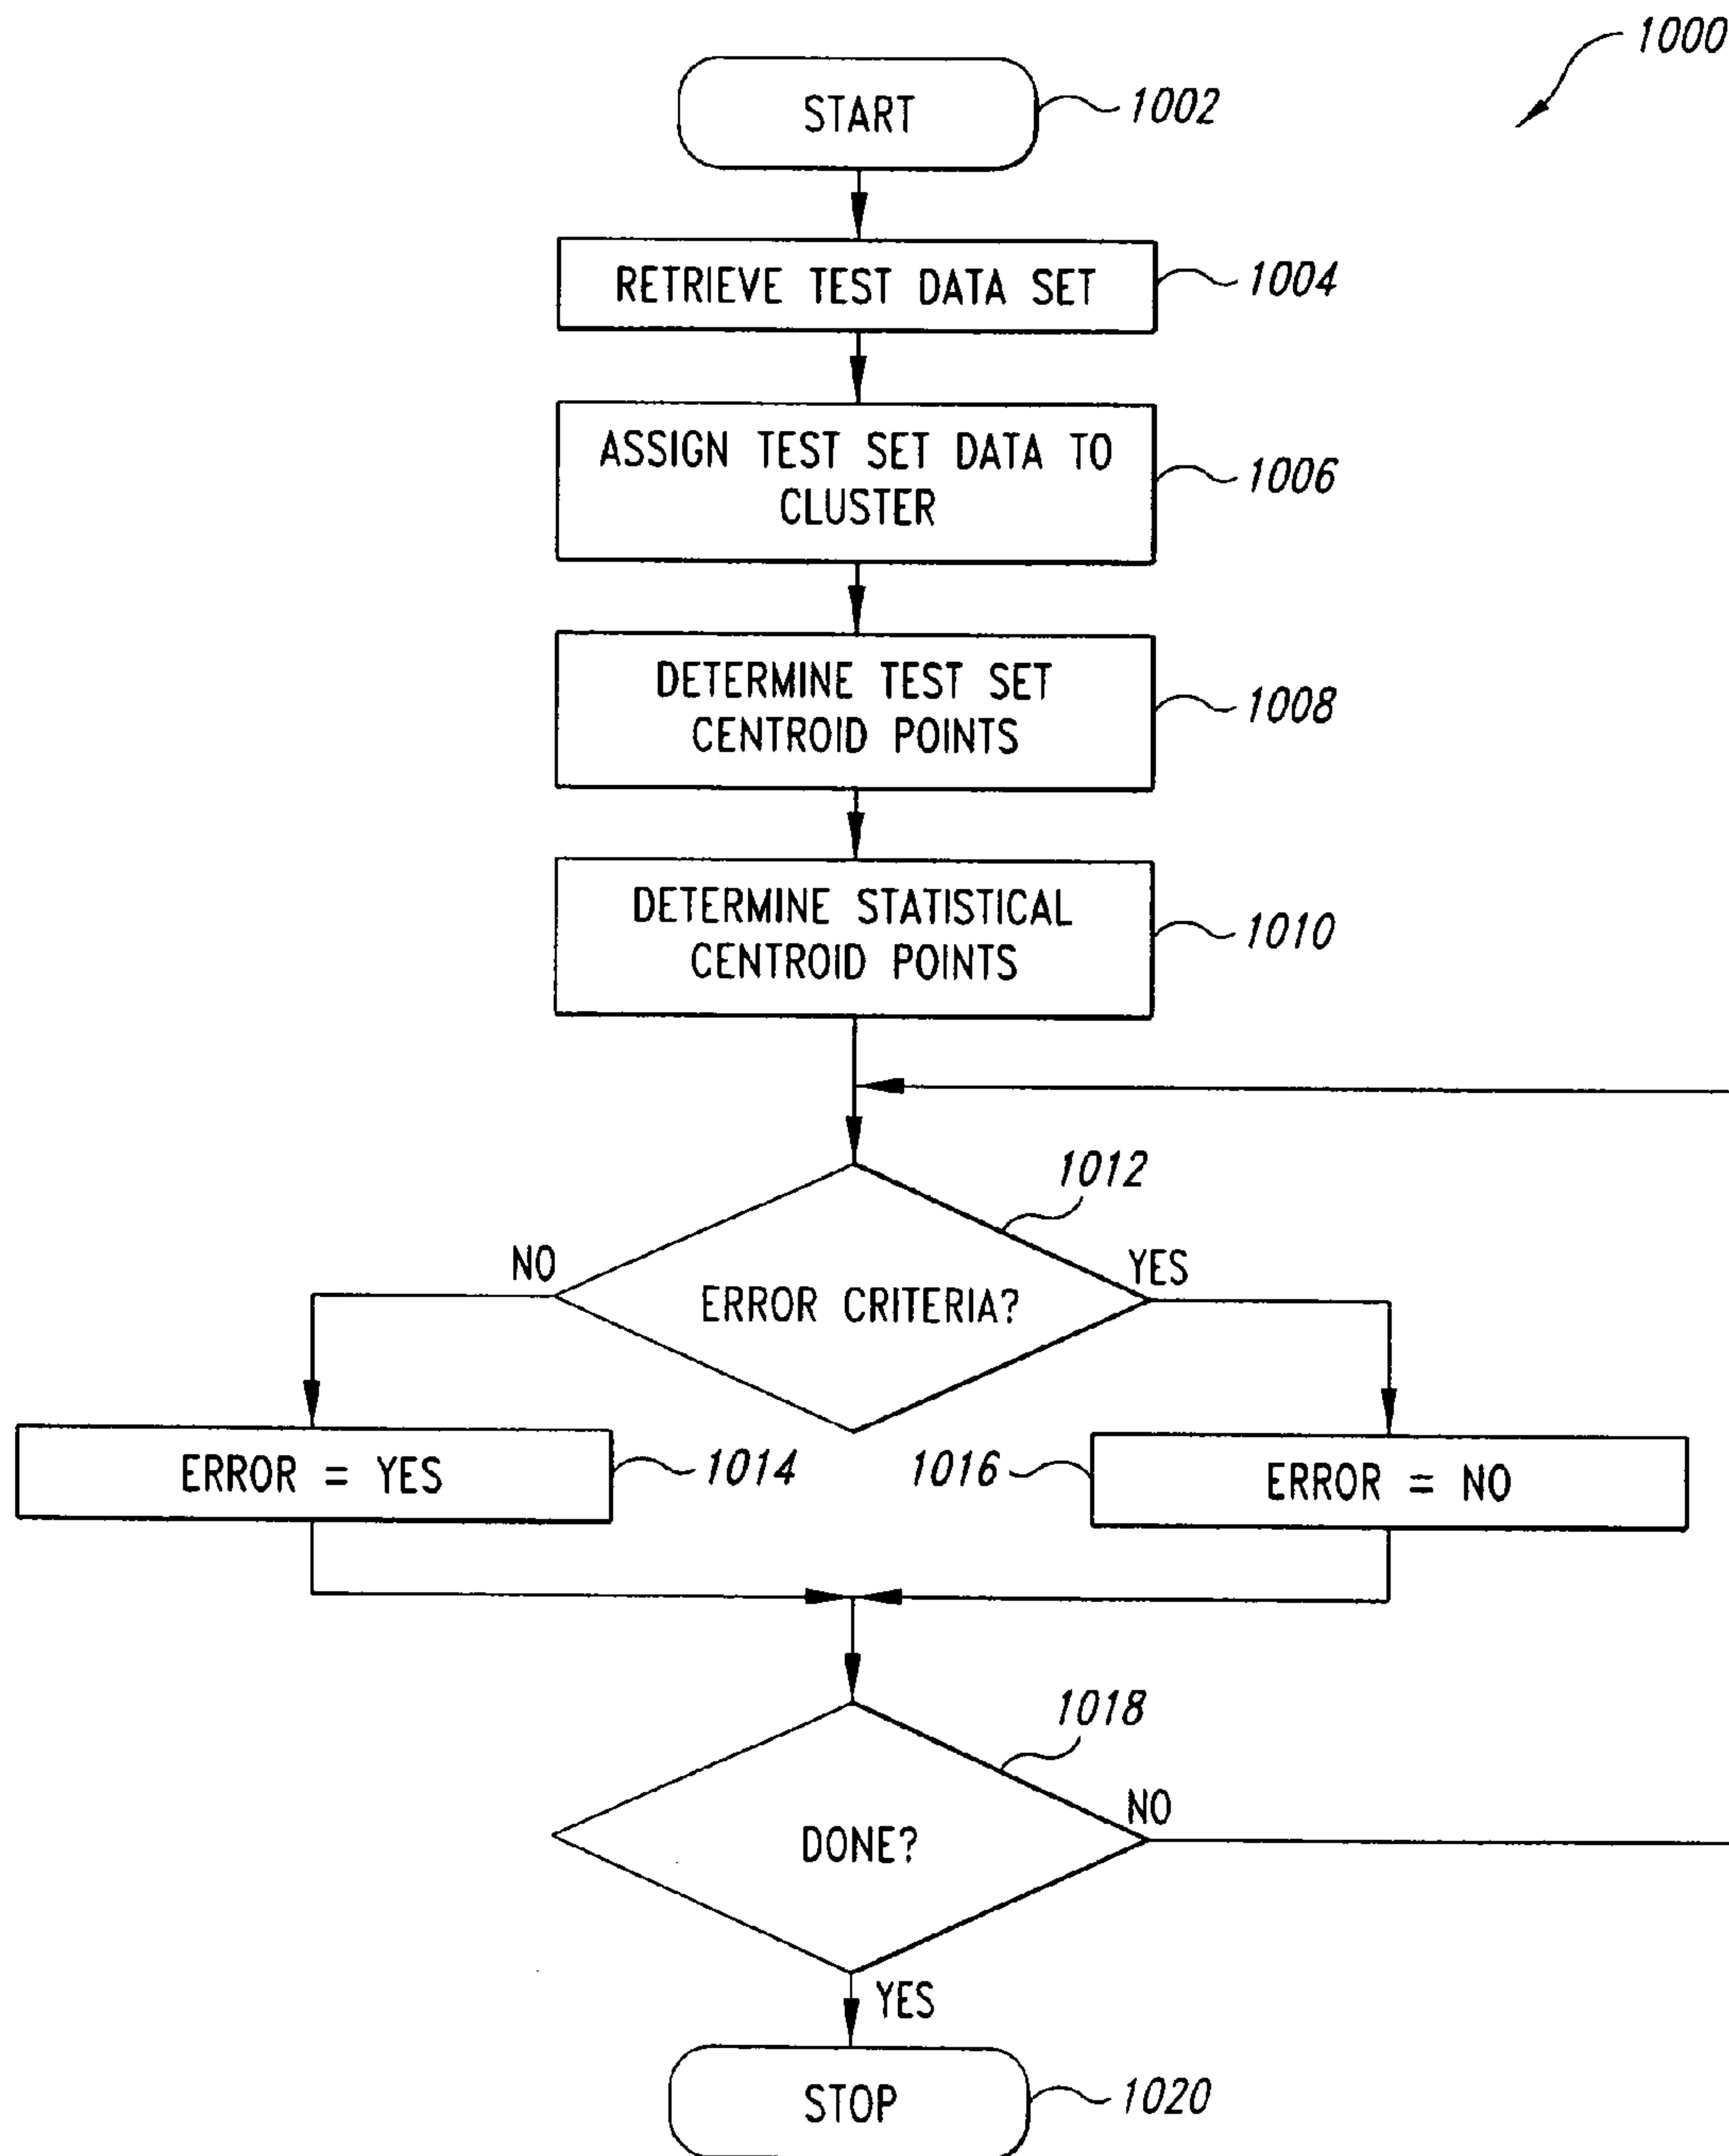 1000
START
1002
RETRIEVE TEST DATA SET
1004
ASSIGN TEST SET DATA TO
CLUSTER
1006
DETERMINE TEST SET
CENTROID POINTS
1008
DETERMINE STATISTICAL
CENTROID POINTS
1010
1012
NO
YES
ERROR CRITERIA?
ERROR = YES
1014
1016
ERROR = NO
1018
NO
DONE?
YES
STOP
1020